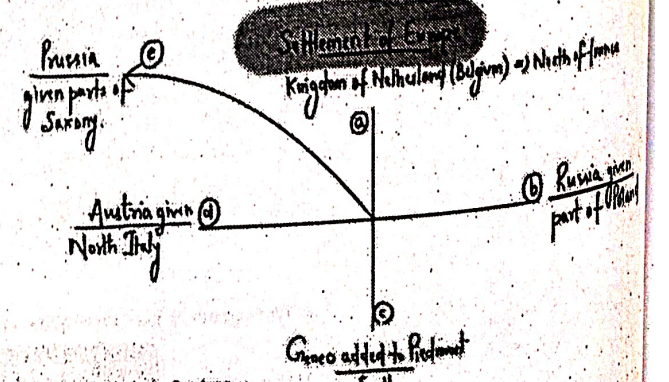 Settlement of Europe
Kingdom of Netherland (Belgium) => North of France
Prussia
given parts of
Saxony.
(e)
(a)
(b)
Russia given
part of Poland
Austria given
North Italy
(d)
(c)
Genoa added to Piedmont